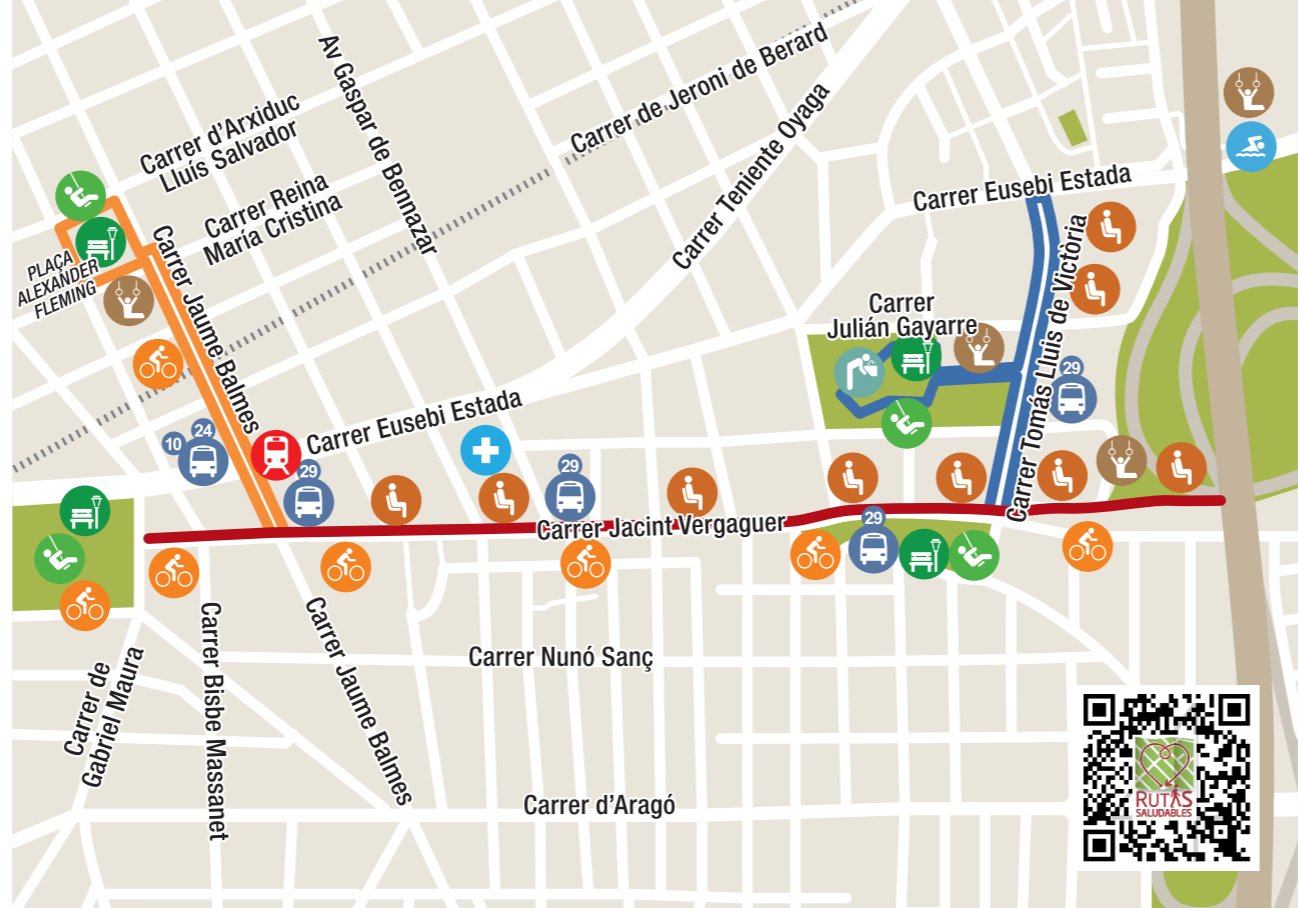 Av Gaspar de Bennazar
Carrer de Jeroni de Berard
Carrer d'Arxiduc
Lluís Salvador
Carrer Teniente Oyaga
Carrer Eusebi Estada
Carrer Reina
María Cristina
PLAÇA
ALEXÁNDER
FLEMING
Carrer Jaume Balmes
Carrer
Julián Gayarre
Carrer Tomás Lluis de Victòria
29
Carrer Eusebi Estada
10
24
29
29
29
Carrer Jacint Vergaguer
Carrer de
Gabriel Maura
Carrer Bisbe Massanet
Carrer Jaume Balmes
Carrer Nunó Sanç
Carrer d'Aragó
RUTAS
SALUDABLES